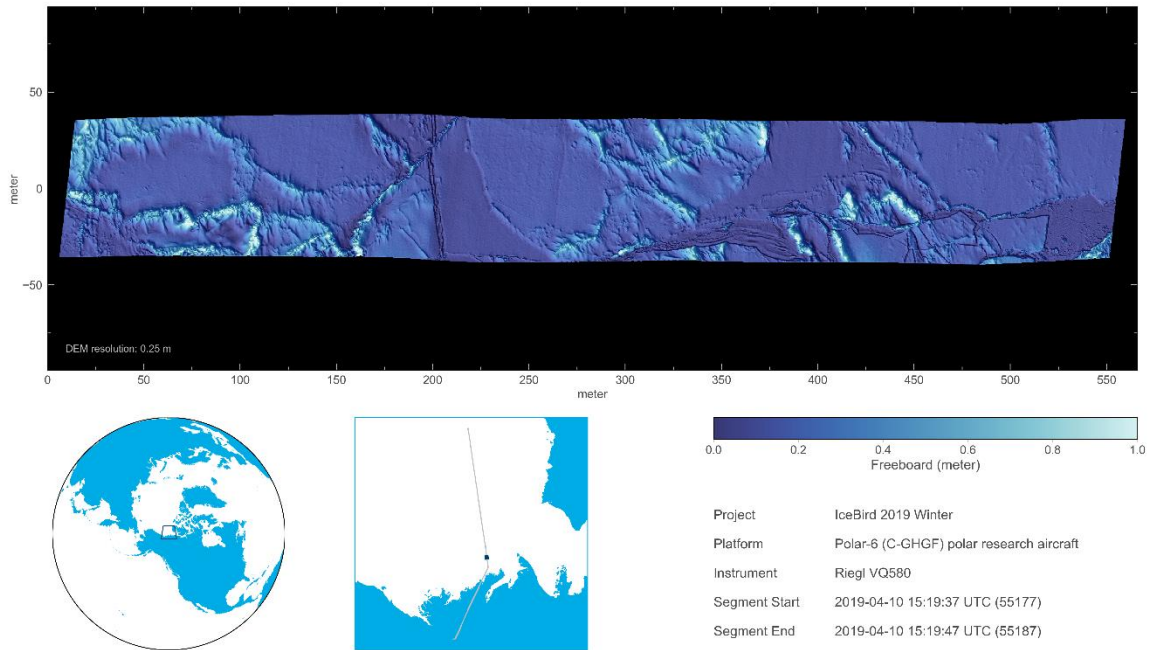 50
0
−50
meter
DEM resolution: 0.25 m
0 50 100 150 200 250 300 350 400 450 500 550
meter
0.0 0.2 0.4 0.6 0.8 1.0
Freeboard (meter)
Project IceBird 2019 Winter
Platform Polar-6 (C-GHGF) polar research aircraft
Instrument Riegl VQ580
Segment Start 2019-04-10 15:19:37 UTC (55177)
Segment End 2019-04-10 15:19:47 UTC (55187)